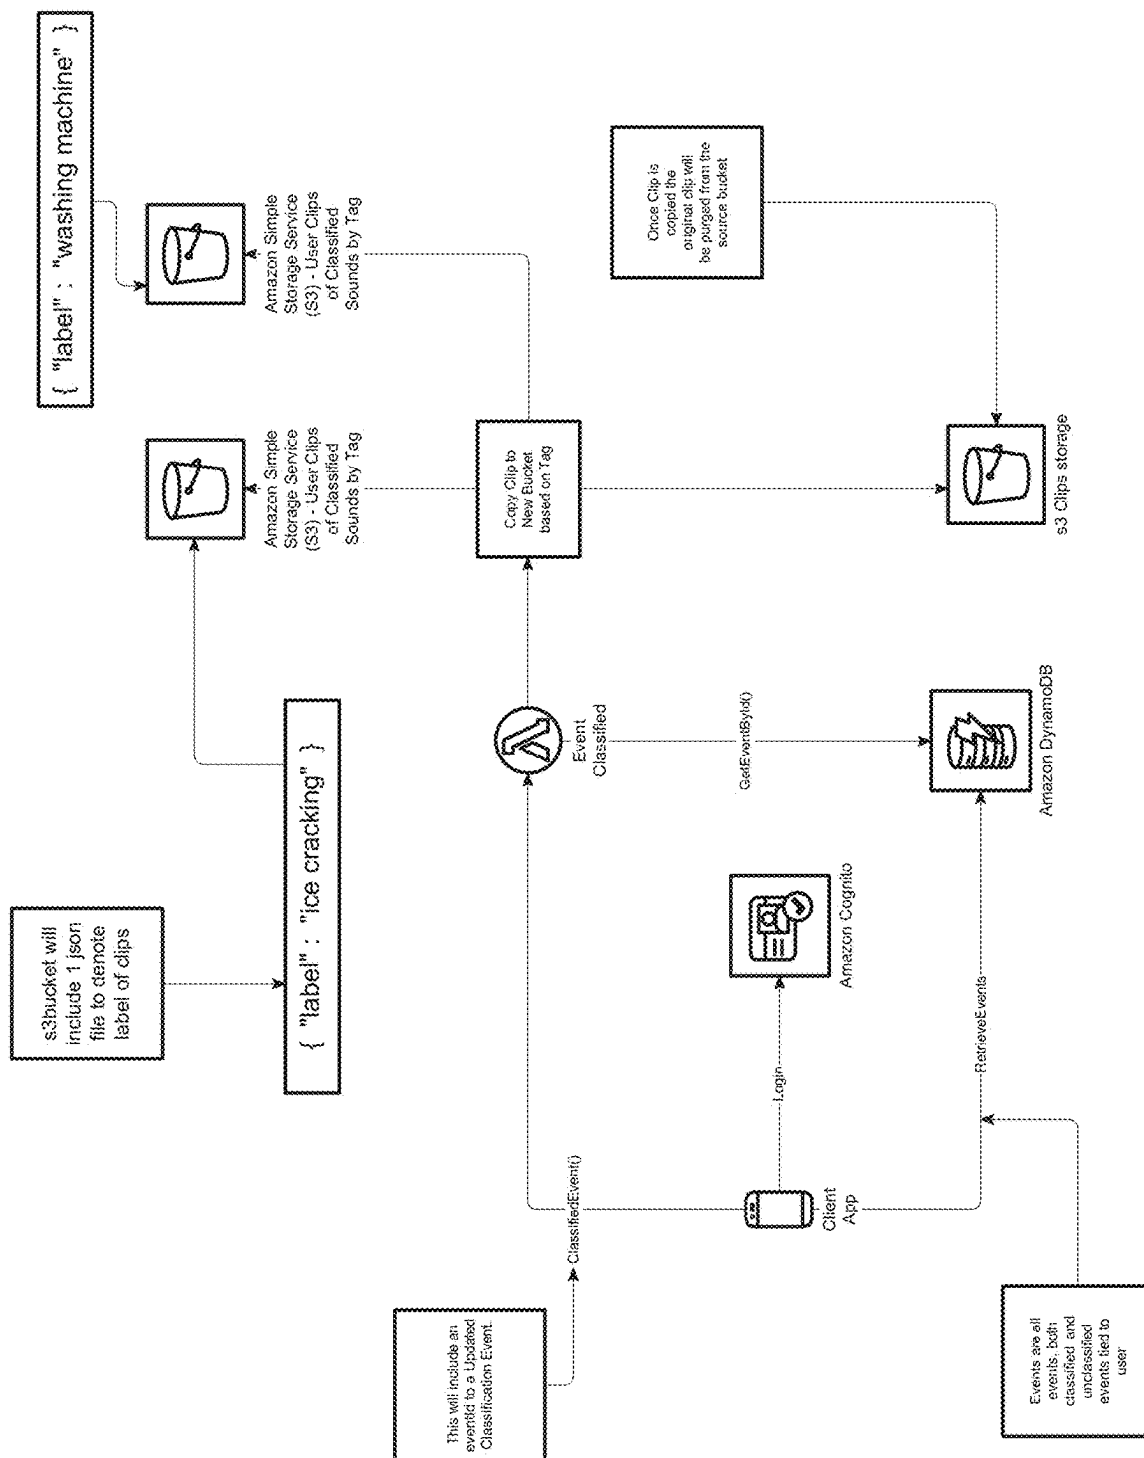 { "label" : "washing machine" }
s3bucket will
include 1 json
file to denote
label of clips
{ "label" : "ice cracking" }
Amazon Simple
Storage Service
(S3) - User Clips
of Classified
Sounds by Tag
Amazon Simple
Storage Service
(S3) - User Clips
of Classified
Sounds by Tag
This will include an
eventId to a Updated
Classification Event.
ClassifiedEvent()
Event
Classified
Copy Clip to
New Bucket
based on Tag
Once Clip is
copied the
original clip will
be purged from the
source bucket
Client
App
Login
Amazon Cognito
GetEventById()
RetrieveEvents
Amazon DynamoDB
s3 Clips storage
Events are all
events, both
classified and
unclassified
events tied to
user